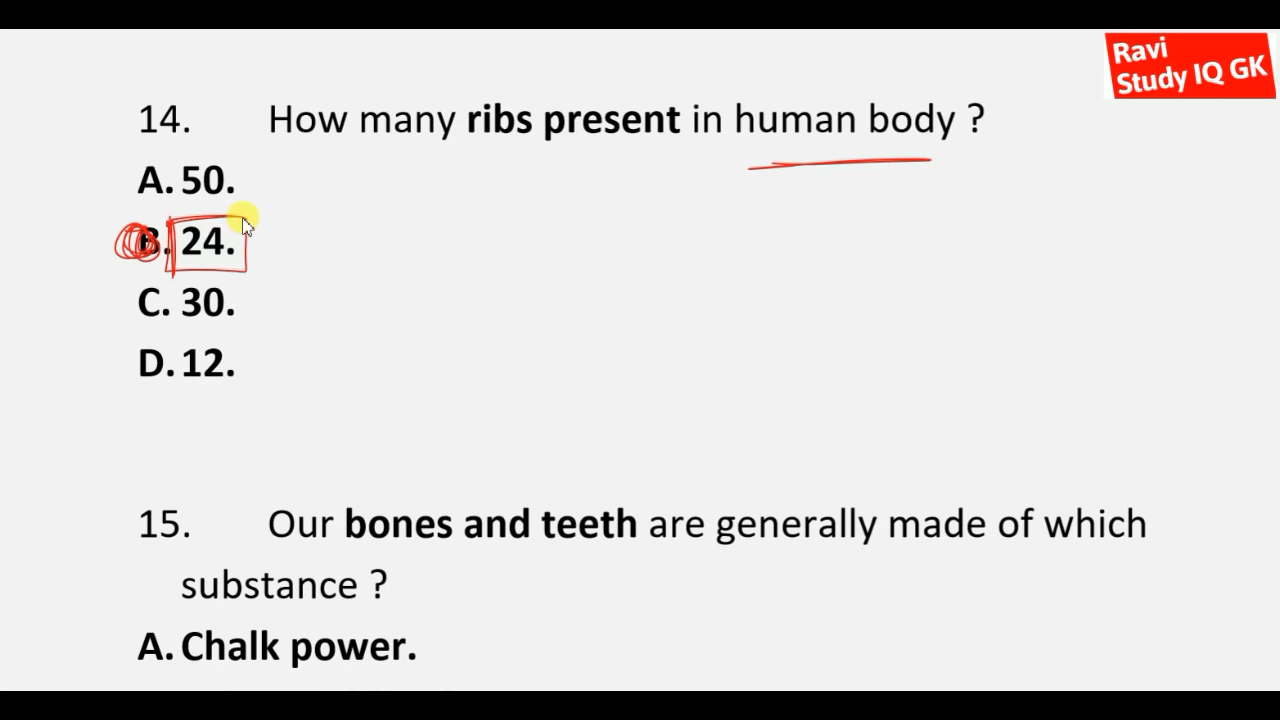 Ravi
Study IQ GK
14. How many ribs present in human body ?
A. 50.
B. 24.
C. 30.
D. 12.
15. Our bones and teeth are generally made of which
substance ?
A. Chalk power.